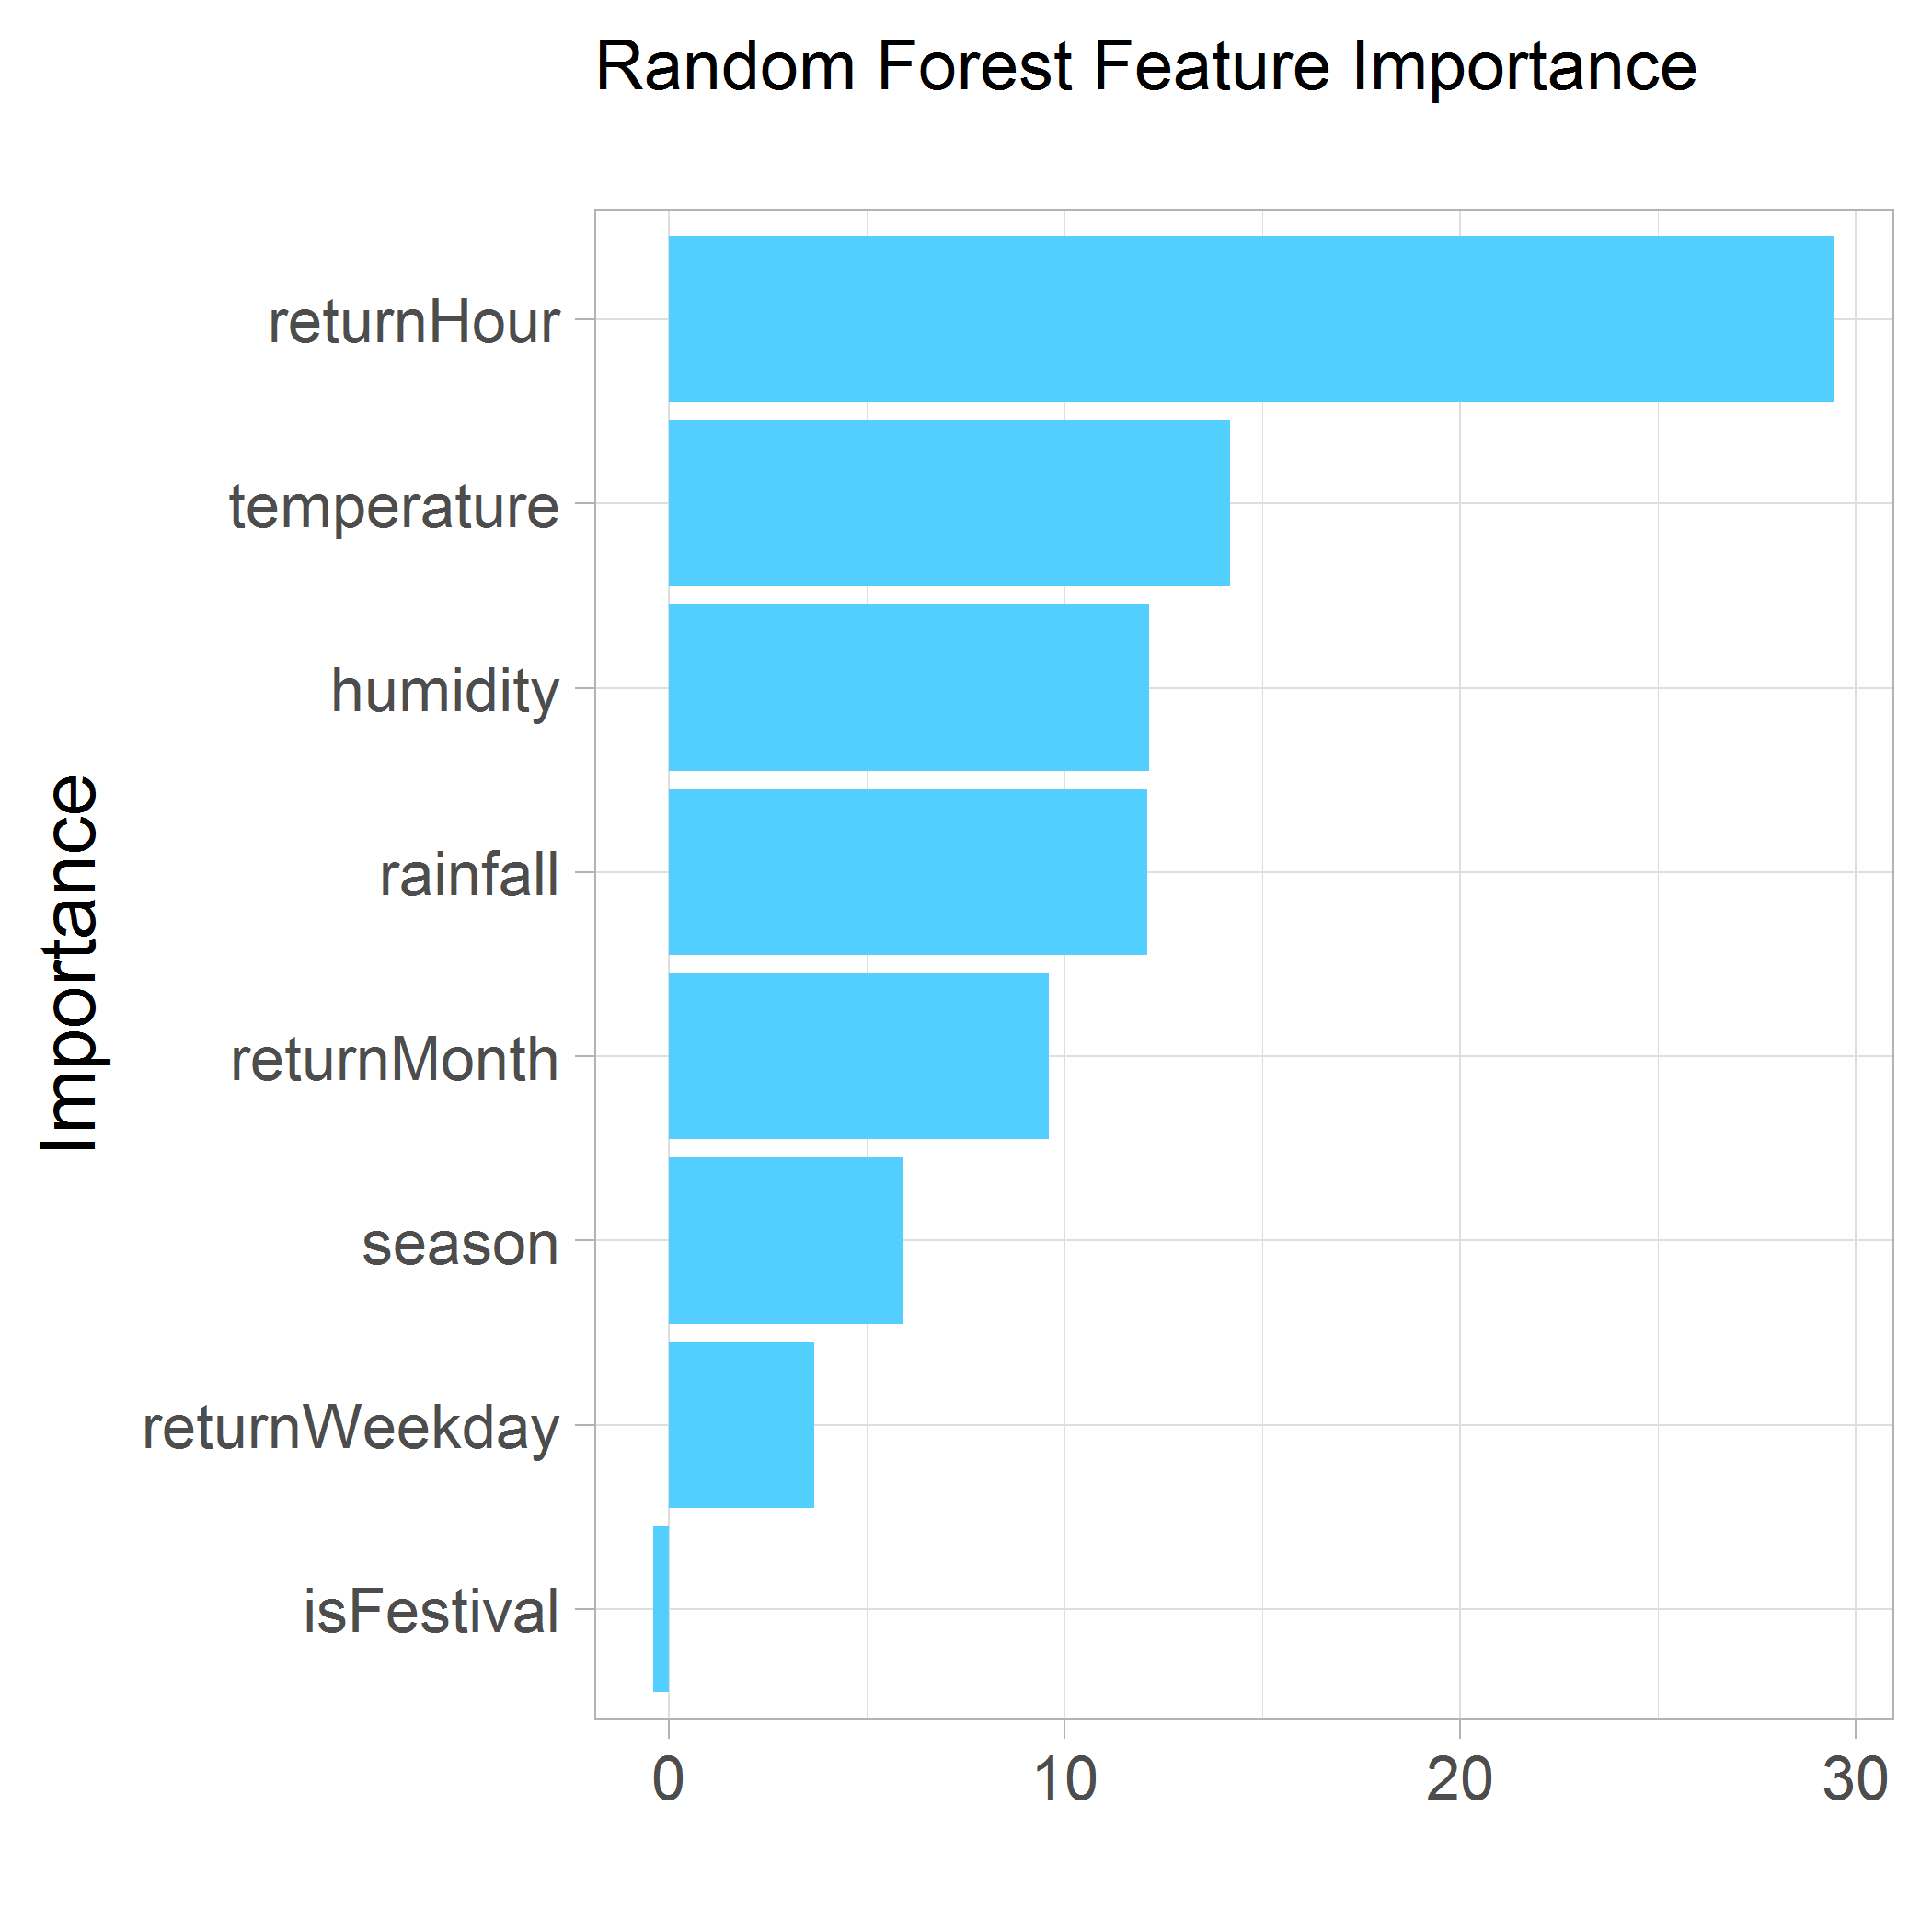 Random Forest Feature Importance
Importance
returnHour
temperature
humidity
rainfall
returnMonth
season
returnWeekday
isFestival
0 10 20 30